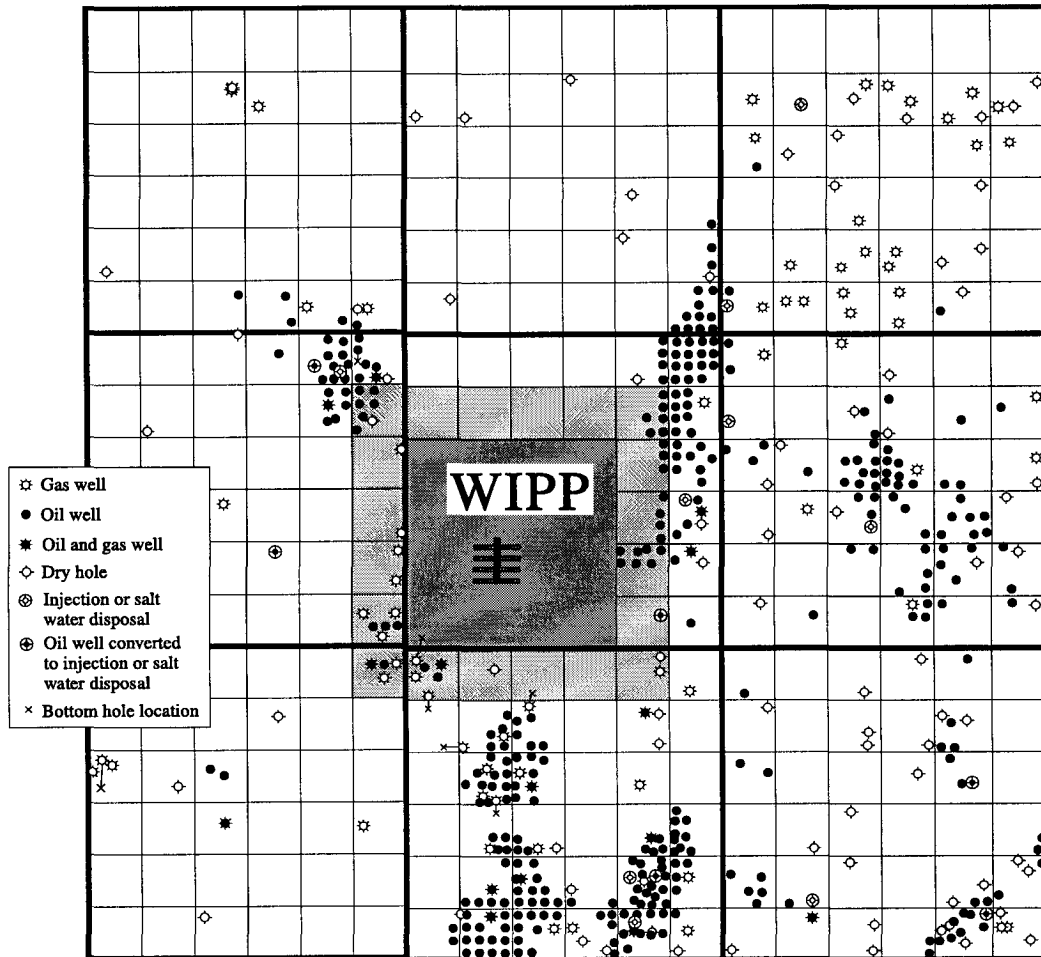 WIPP
Gas well
Oil well
Oil and gas well
Dry hole
Injection or salt
water disposal
Oil well converted
to injection or salt
water disposal
Bottom hole location